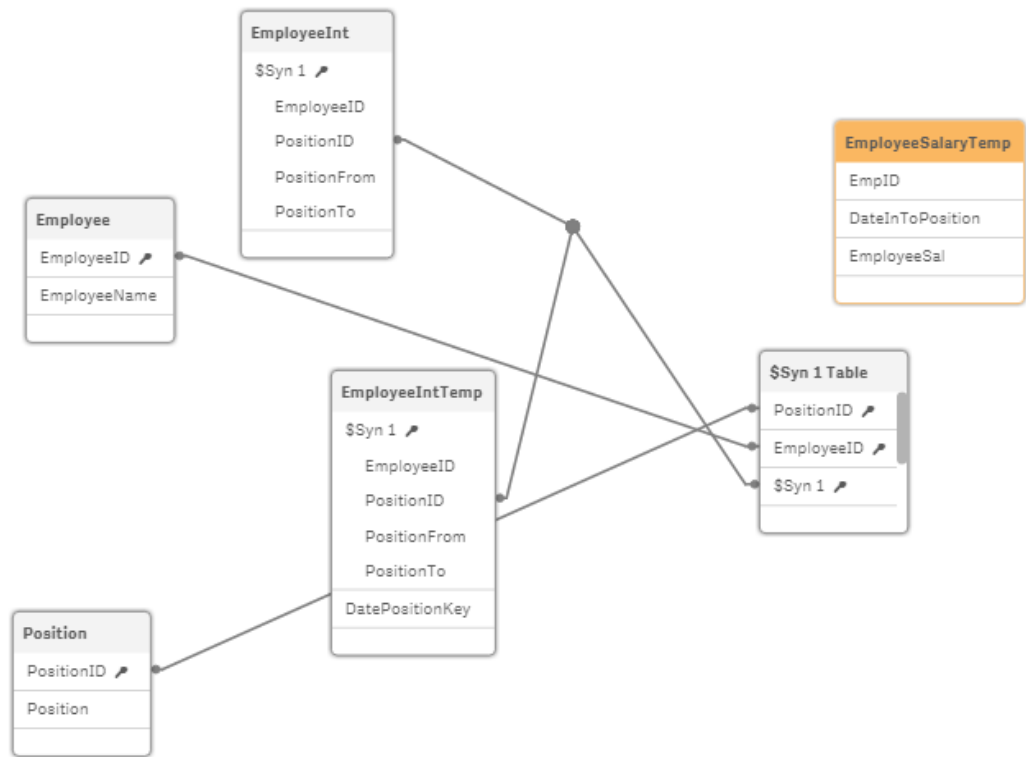 EmployeeInt
$Syn 1
EmployeeID
PositionID
PositionFrom
PositionTo
EmployeeSalaryTemp
EmpID
DateInToPosition
EmployeeSal
Employee
EmployeeID
EmployeeName
$Syn 1 Table
PositionID
EmployeeID
$Syn 1
EmployeeIntTemp
$Syn 1
EmployeeID
PositionID
PositionFrom
PositionTo
DatePositionKey
Position
PositionID
Position